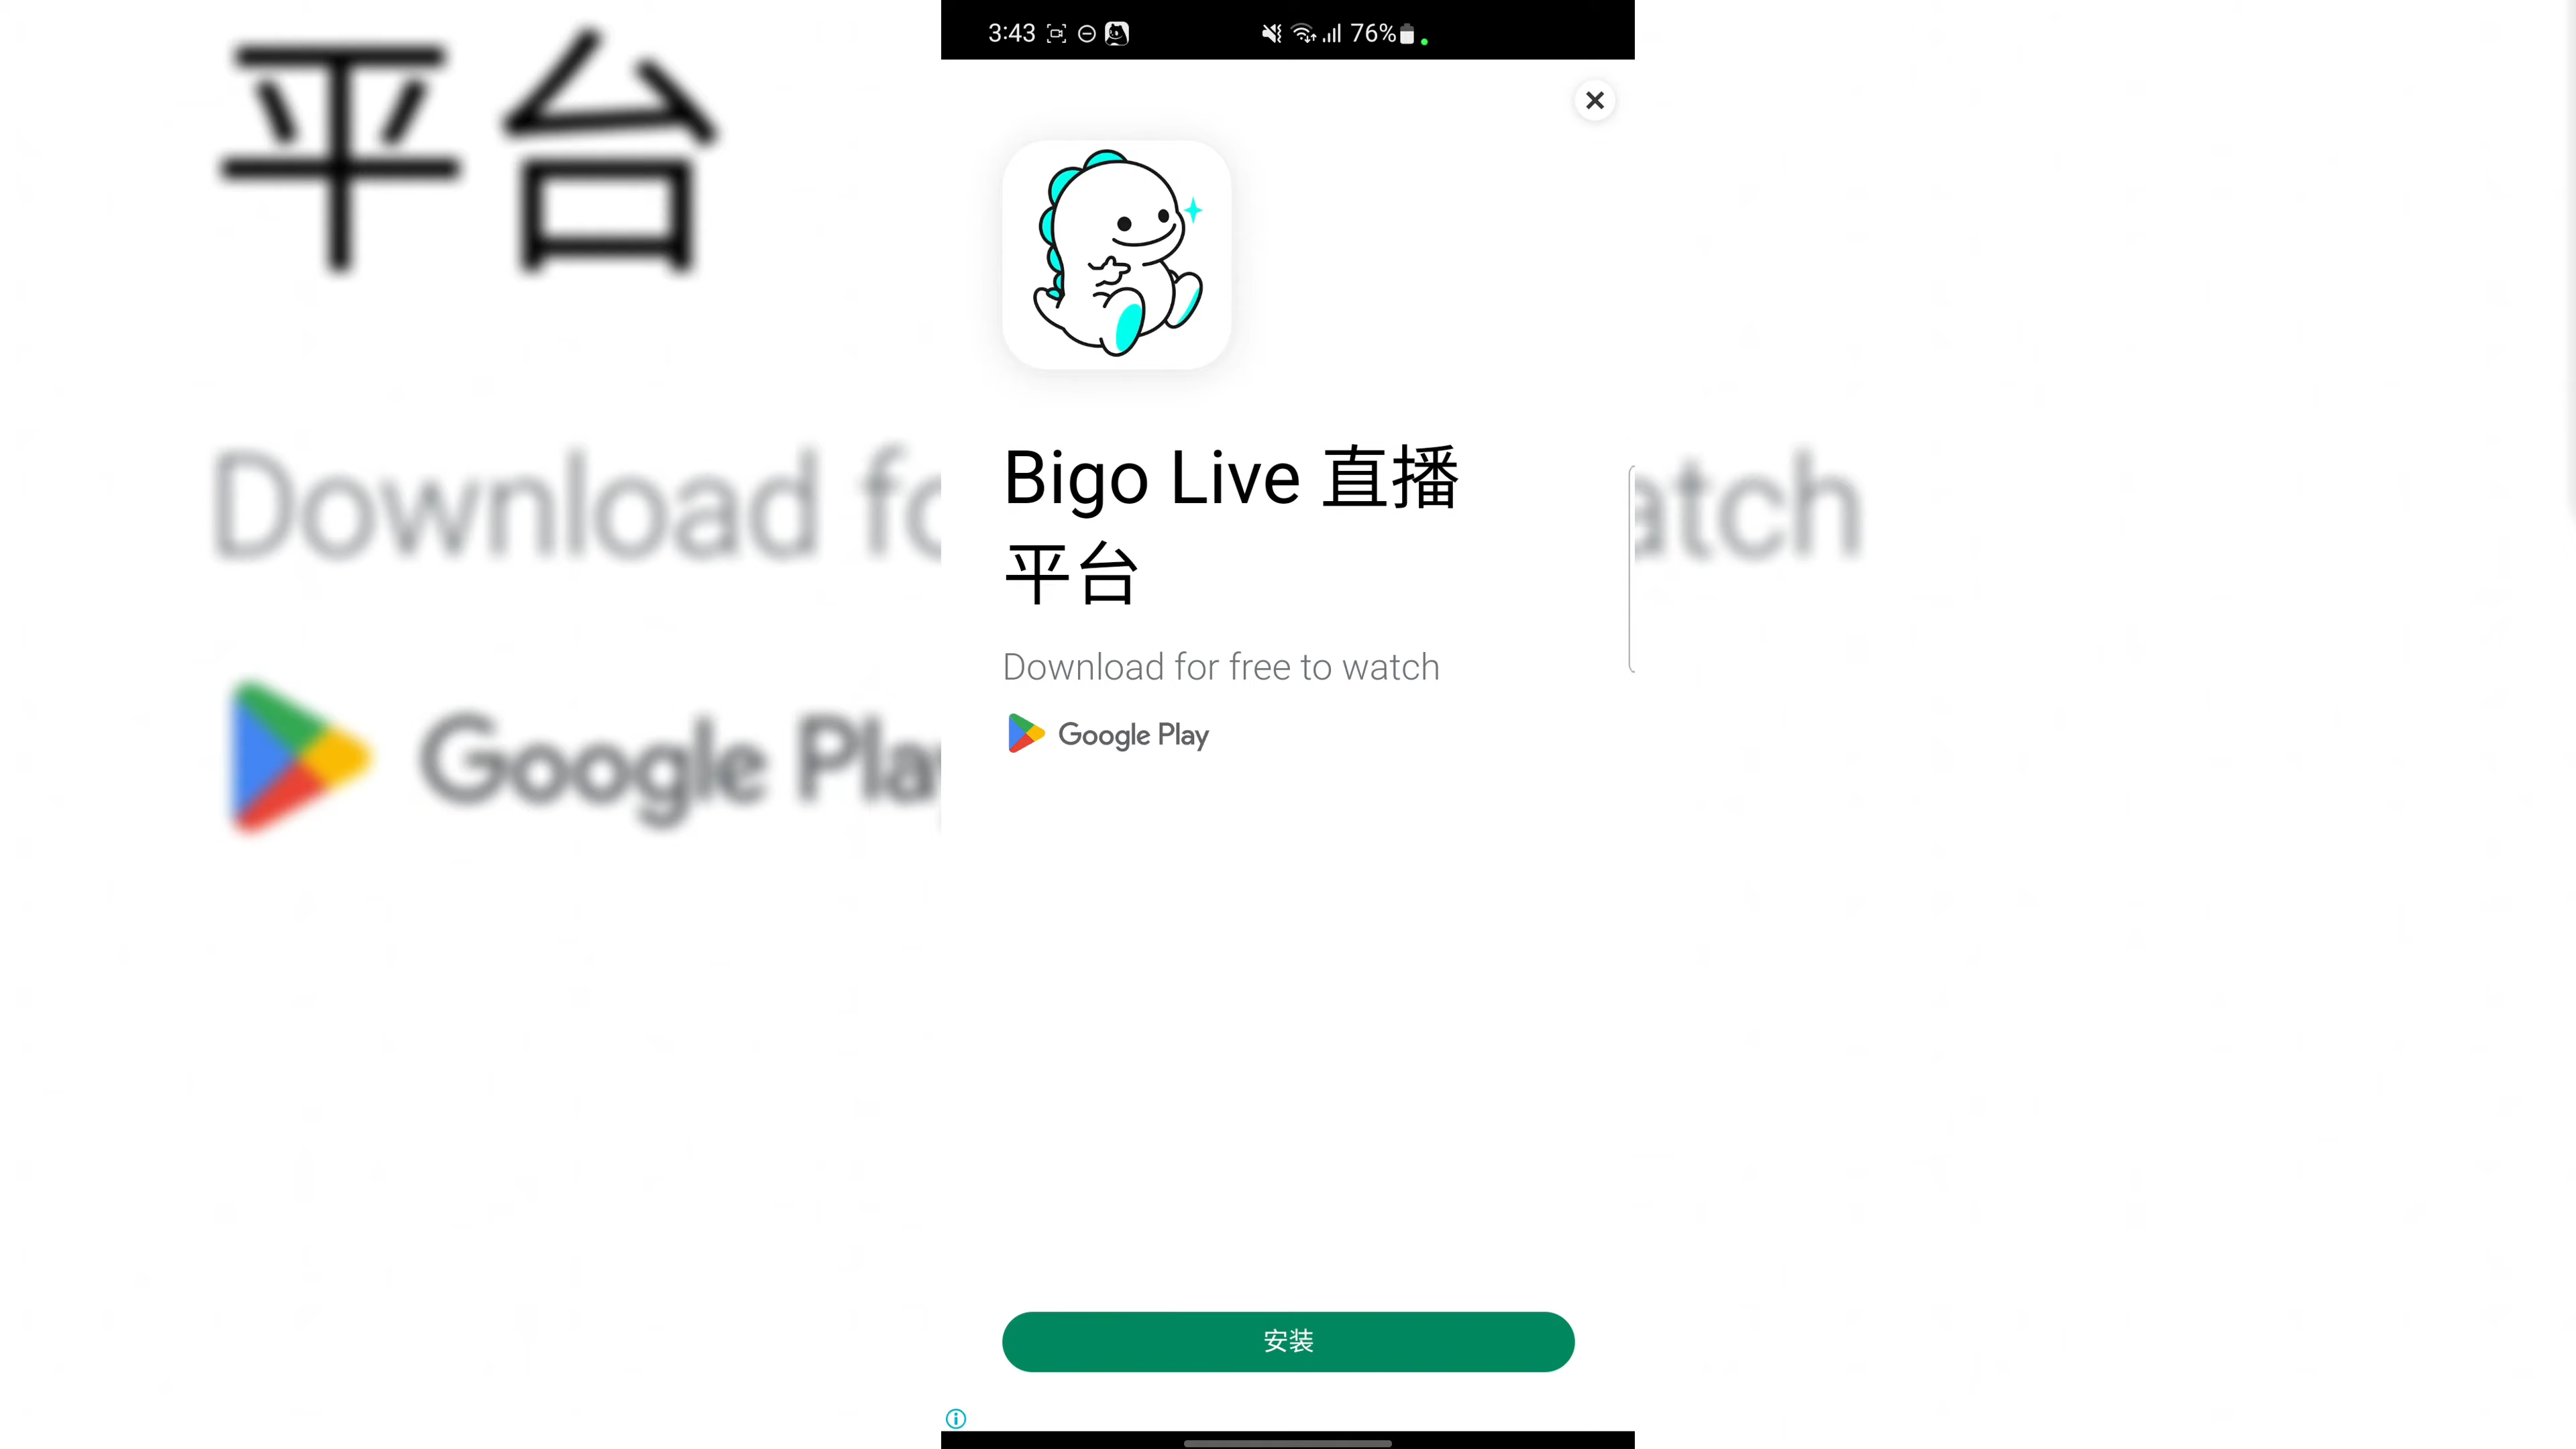 3:43
76%
Bigo Live 直播
平台
Download for free to watch
Google Play
安装
平台
Download fo
atch
Google Play